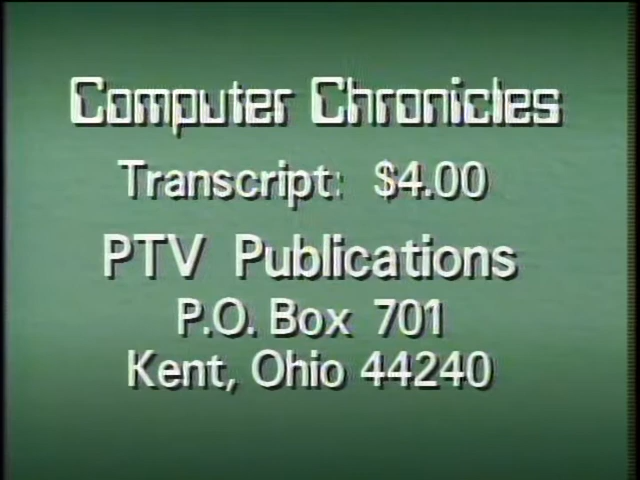 Computer Chronicles
Transcript: $4.00
PTV Publications
P.O. Box 701
Kent, Ohio 44240